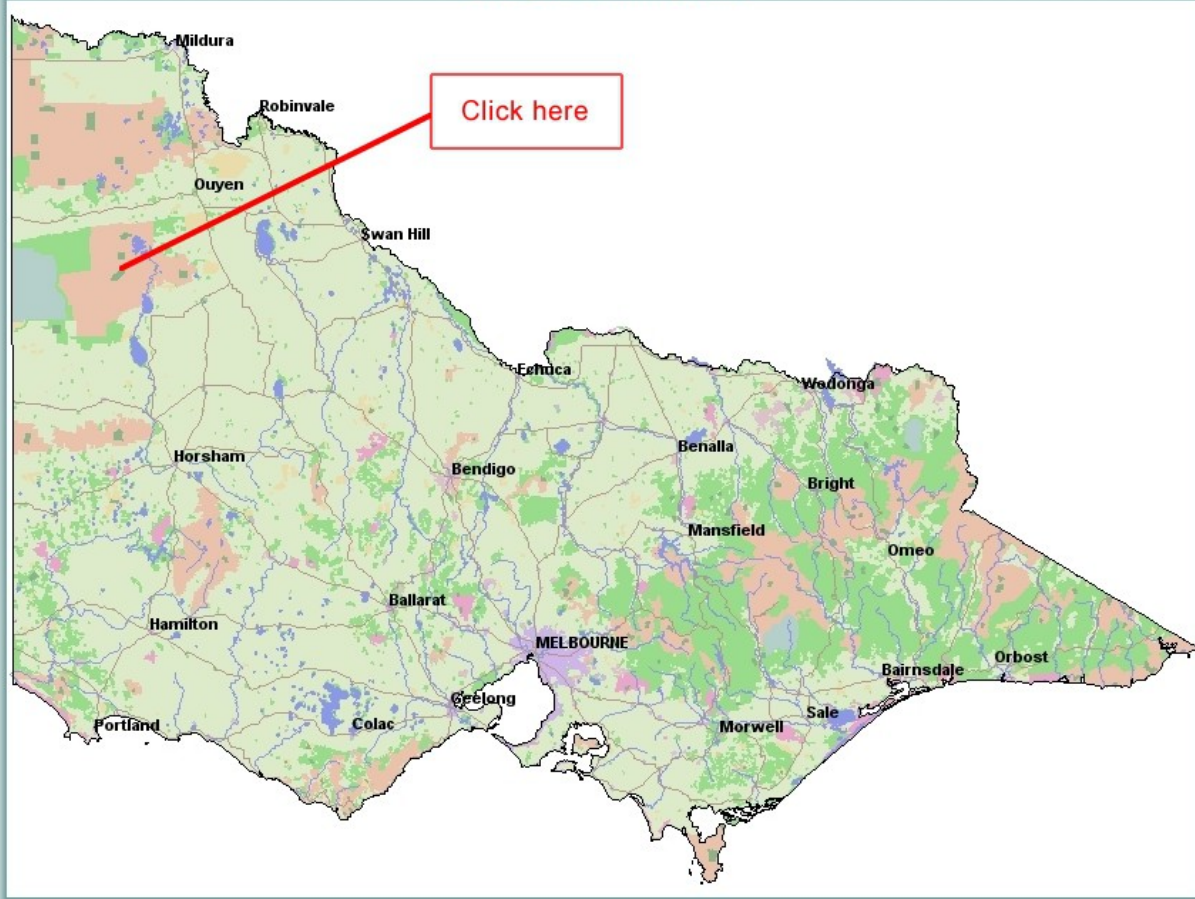 Mildura
Robinvale
Click here
Ouyen
Swan Hill
Echuca
Wodonga
Benalla
Horsham
Bendigo
Bright
Mansfield
Omeo
Ballarat
Hamilton
MELBOURNE
Orbost
Bairnsdale
Geelong
Sale
Portland
Colac
Morwell